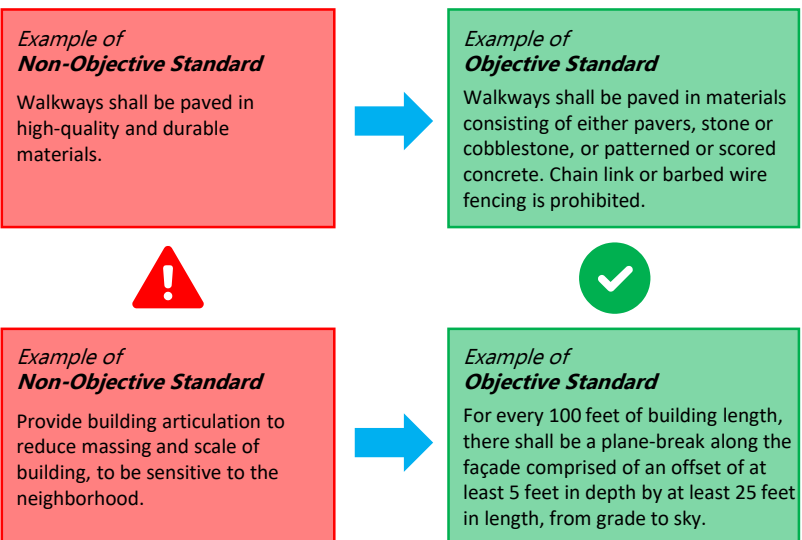 Example of
Non-Objective Standard
Walkways shall be paved in
high-quality and durable
materials.
Example of
Objective Standard
Walkways shall be paved in materials
consisting of either pavers, stone or
cobblestone, or patterned or scored
concrete. Chain link or barbed wire
fencing is prohibited.
Example of
Non-Objective Standard
Provide building articulation to
reduce massing and scale of
building, to be sensitive to the
neighborhood.
Example of
Objective Standard
For every 100 feet of building length,
there shall be a plane-break along the
façade comprised of an offset of at
least 5 feet in depth by at least 25 feet
in length, from grade to sky.